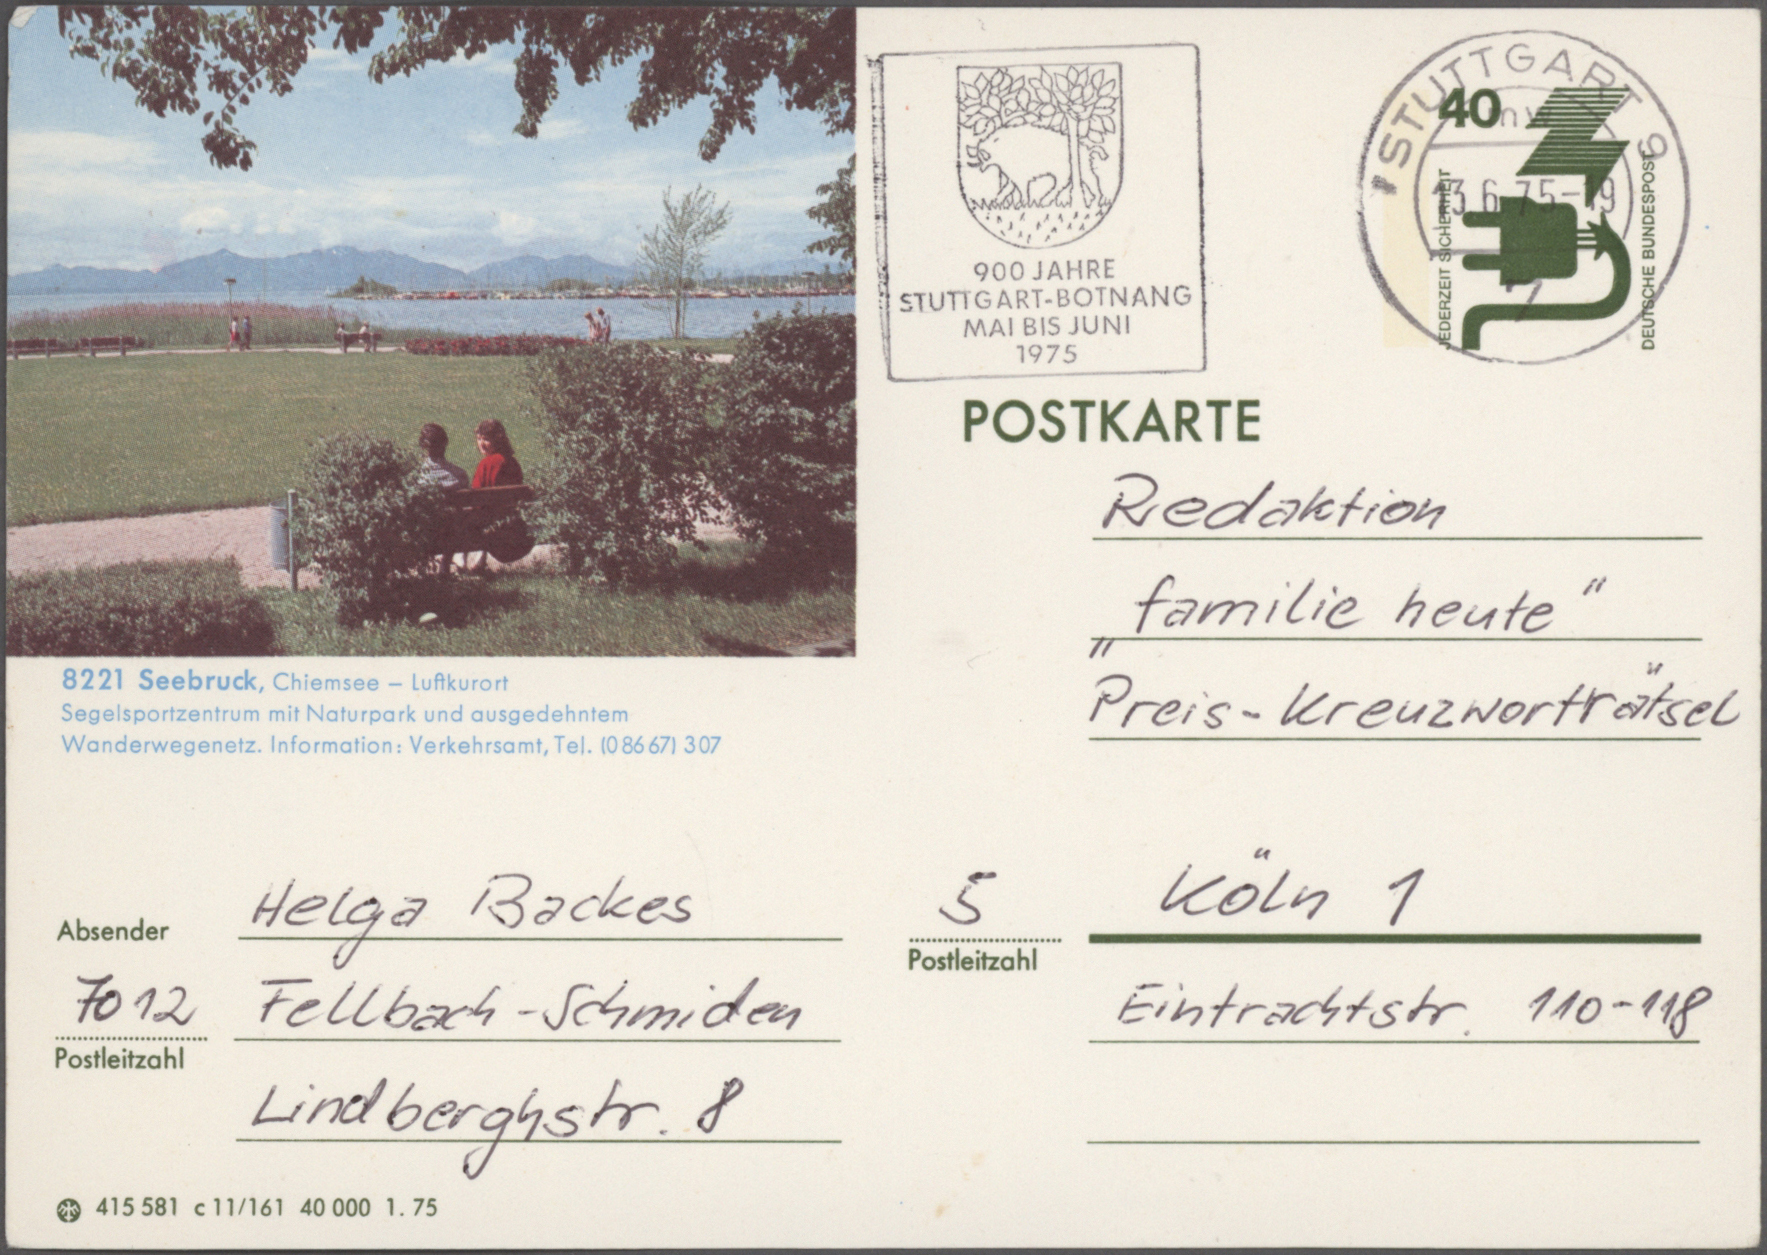 900 JAHRE
STUTTGART-BOTNANG
MAI BIS JUNI
1975
STUTTGART 9
13.6.75-19
40
JEDERZEIT SICHERHEIT
DEUTSCHE BUNDESPOST
POSTKARTE
Redaktion
"familie heute"
Preis-Kreuzworträtsel
5 Köln 1
Postleitzahl
Eintrachtstr. 110-118
8221 Seebruck, Chiemsee – Luftkurort
Segelsportzentrum mit Naturpark und ausgedehntem
Wanderwegenetz. Information: Verkehrsamt, Tel. (08667) 307
Absender
Helga Backes
7012 Fellbach-Schmiden
Postleitzahl
Lindberghstr. 8
415 581 c 11/161 40 000 1.75